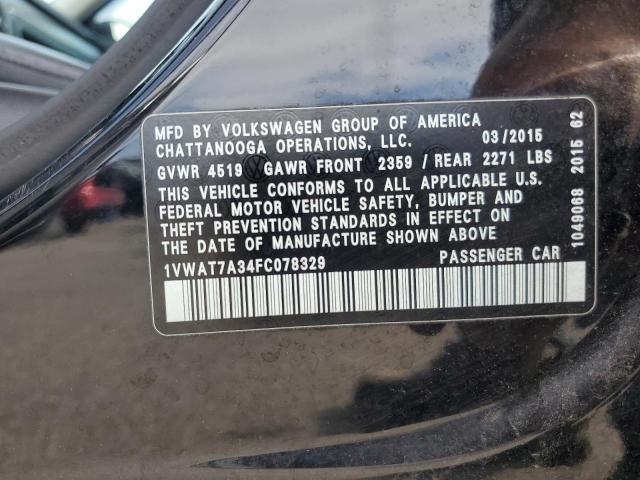 MFD BY VOLKSWAGEN GROUP OF AMERICA
CHATTANOOGA OPERATIONS, LLC. 03/2015
GVWR 4519 GAWR FRONT 2359 / REAR 2271 LBS
THIS VEHICLE CONFORMS TO ALL APPLICABLE U.S.
FEDERAL MOTOR VEHICLE SAFETY, BUMPER AND
THEFT PREVENTION STANDARDS IN EFFECT ON
THE DATE OF MANUFACTURE SHOWN ABOVE
1VWAT7A34FC078329 PASSENGER CAR
1049068 2015 62